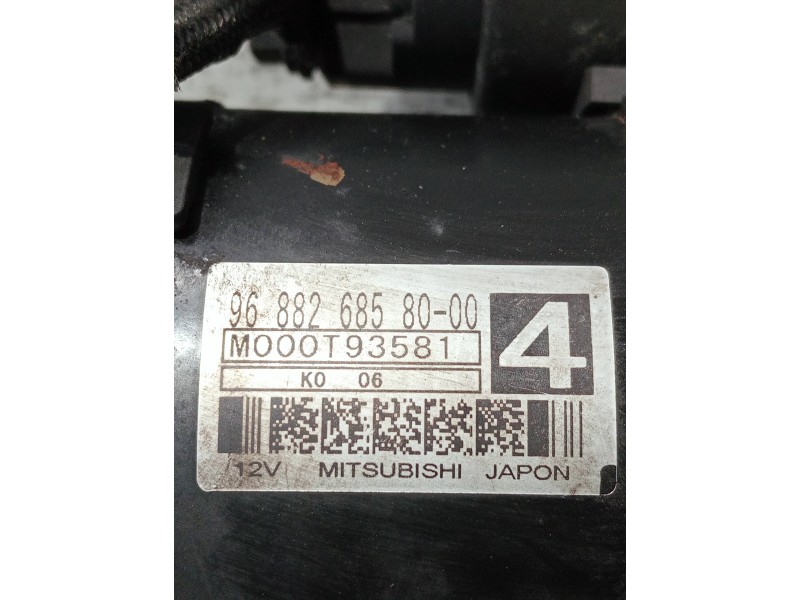 96 882 685 80-00
M000T93581
K0 06
4
12V MITSUBISHI JAPON